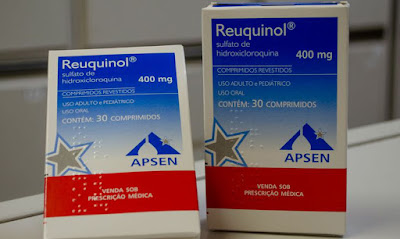 Reuquinol®
sulfato de
hidroxicloroquina
400 mg
COMPRIMIDOS REVESTIDOS
USO ADULTO e PEDIÁTRICO
USO ORAL
CONTÉM: 30 COMPRIMIDOS
APSEN
VENDA SOB
PRESCRIÇÃO MÉDICA
Reuquinol®
sulfato de
hidroxicloroquina
400 mg
COMPRIMIDOS REVESTIDOS
USO ADULTO e PEDIÁTRICO
USO ORAL
CONTÉM: 30 COMPRIMIDOS
APSEN
VENDA SOB
PRESCRIÇÃO MÉDICA